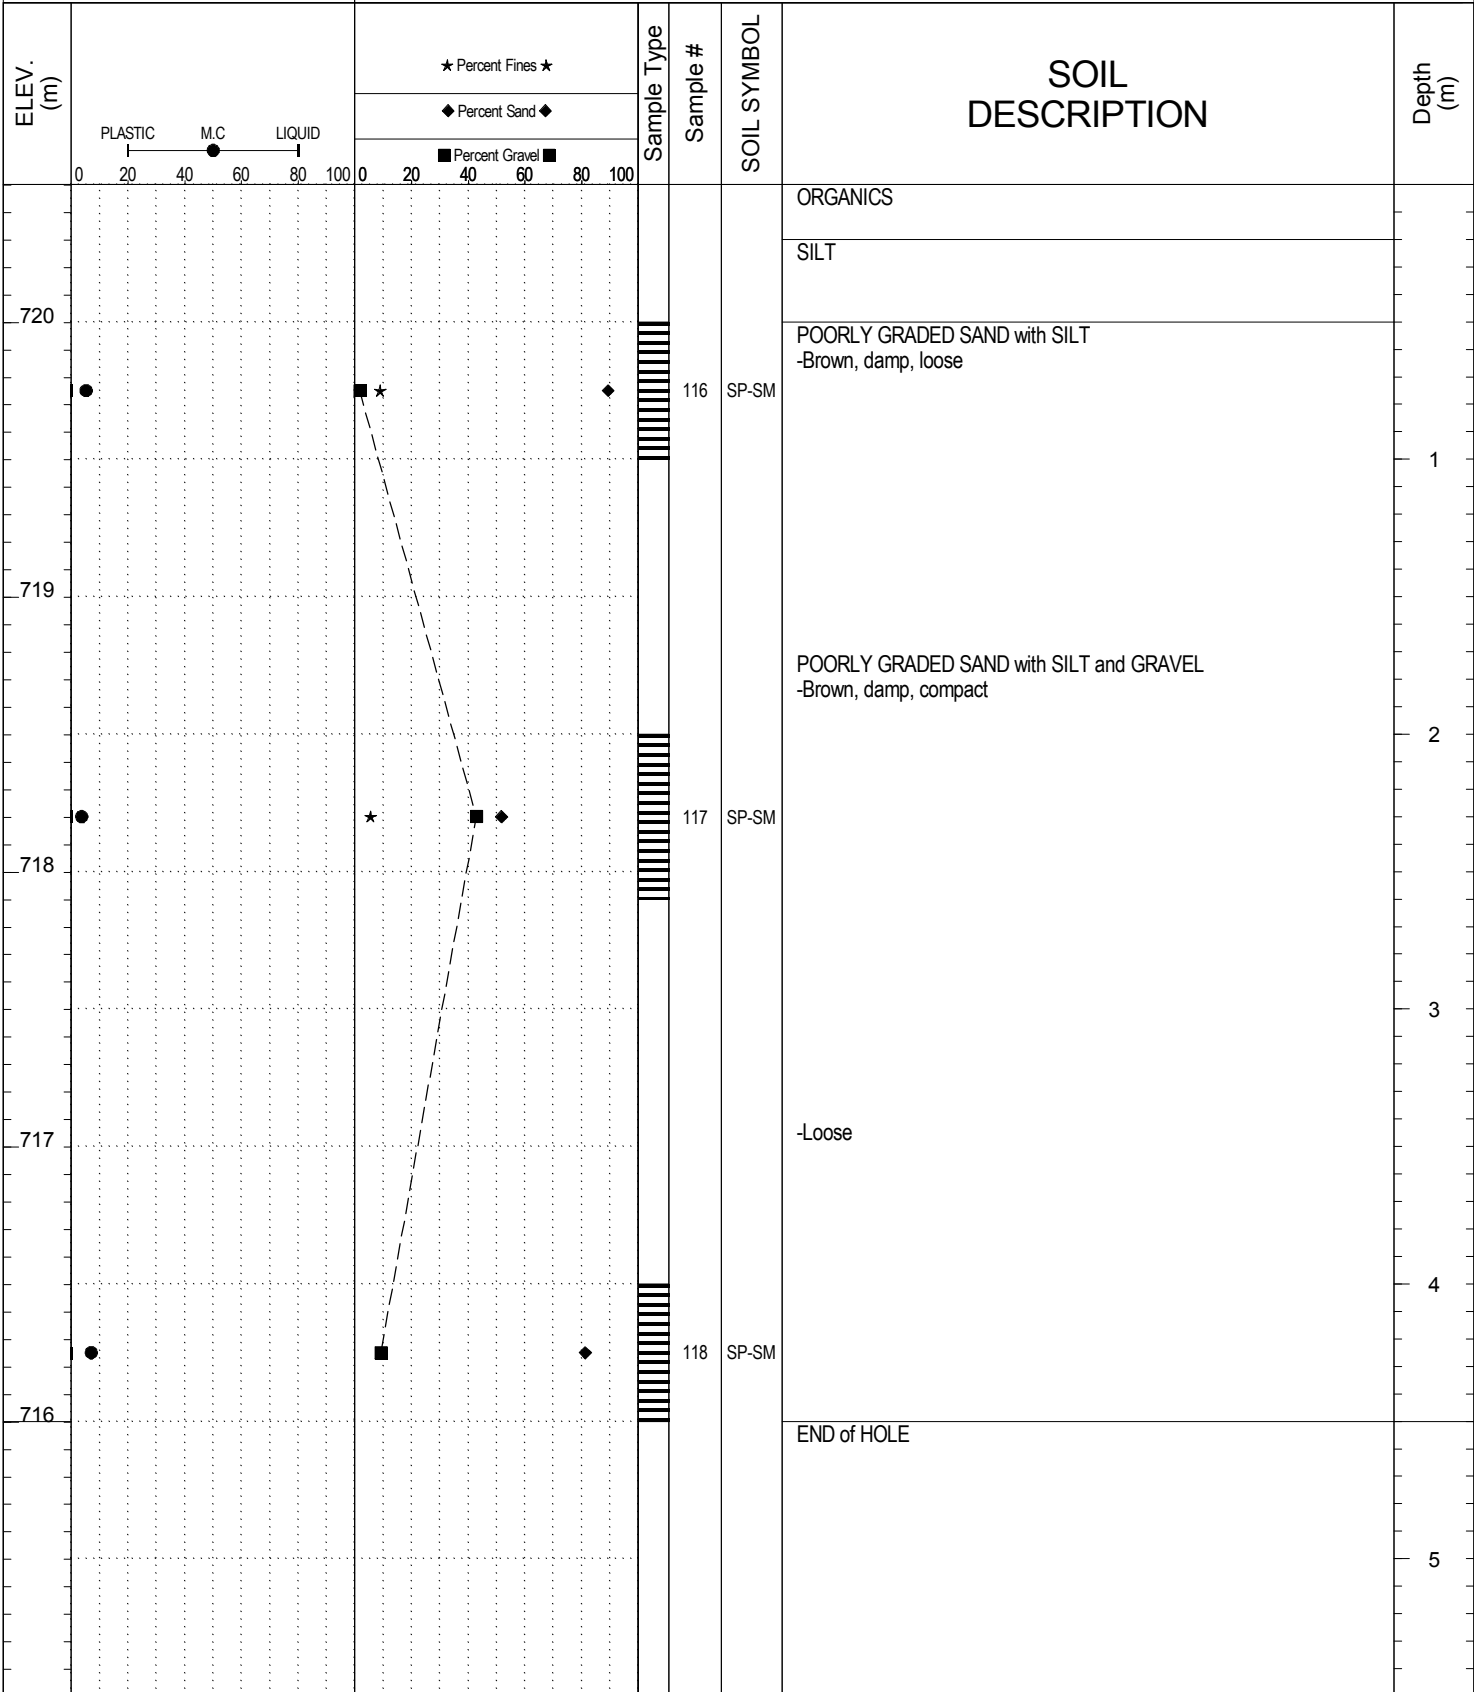 ELEV.
(m)
PLASTIC M.C LIQUID
0 20 40 60 80 100
★ Percent Fines ★
◆ Percent Sand ◆
■ Percent Gravel ■
0 20 40 60 80 100
Sample Type
Sample #
SOIL SYMBOL
SOIL
DESCRIPTION
Depth
(m)
ORGANICS
SILT
720
POORLY GRADED SAND with SILT
-Brown, damp, loose
116 SP-SM
1
719
POORLY GRADED SAND with SILT and GRAVEL
-Brown, damp, compact
2
117 SP-SM
718
3
717
-Loose
4
118 SP-SM
716
END of HOLE
5